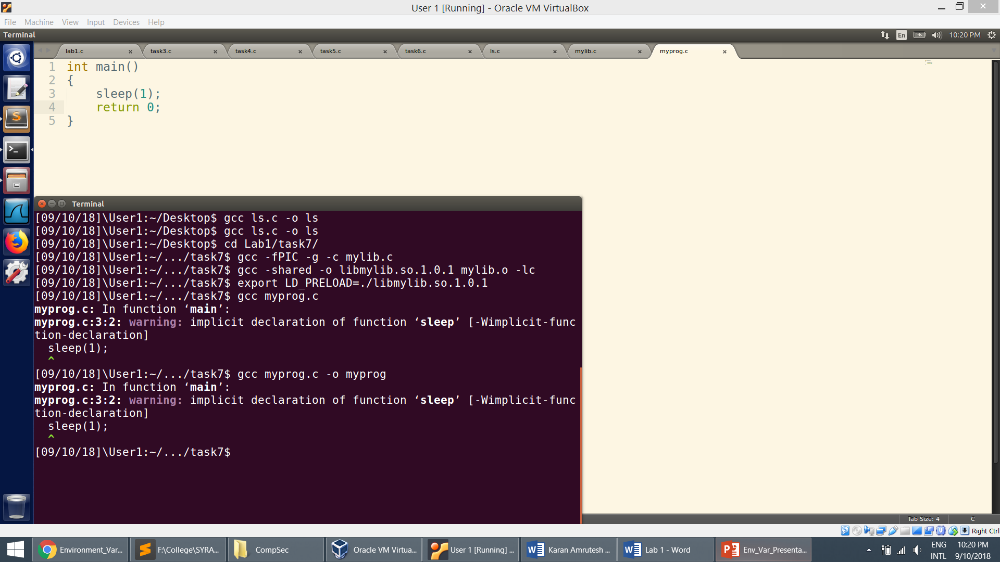 User 1 [Running] - Oracle VM VirtualBox
File Machine View Input Devices Help
Terminal
En 10:20 PM
lab1.c × task3.c × task4.c × task5.c × task6.c × ls.c × mylib.c × myprog.c ×
1 int main()
2 {
3 sleep(1);
4 return 0;
5 }
Terminal
[09/10/18]\User1:~/Desktop$ gcc ls.c -o ls
[09/10/18]\User1:~/Desktop$ gcc ls.c -o ls
[09/10/18]\User1:~/Desktop$ cd Lab1/task7/
[09/10/18]\User1:~/.../task7$ gcc -fPIC -g -c mylib.c
[09/10/18]\User1:~/.../task7$ gcc -shared -o libmylib.so.1.0.1 mylib.o -lc
[09/10/18]\User1:~/.../task7$ export LD_PRELOAD=./libmylib.so.1.0.1
[09/10/18]\User1:~/.../task7$ gcc myprog.c
myprog.c: In function ‘main’:
myprog.c:3:2: warning: implicit declaration of function ‘sleep’ [-Wimplicit-func
tion-declaration]
sleep(1);
^
[09/10/18]\User1:~/.../task7$ gcc myprog.c -o myprog
myprog.c: In function ‘main’:
myprog.c:3:2: warning: implicit declaration of function ‘sleep’ [-Wimplicit-func
tion-declaration]
sleep(1);
^
[09/10/18]\User1:~/.../task7$
Tab Size: 4 C
Right Ctrl
Environment_Var... F:\College\SYRA... CompSec Oracle VM Virtua... User 1 [Running] ... Karan Amrutesh ... Lab 1 - Word Env_Var_Presenta...
ENG 10:20 PM
INTL 9/10/2018